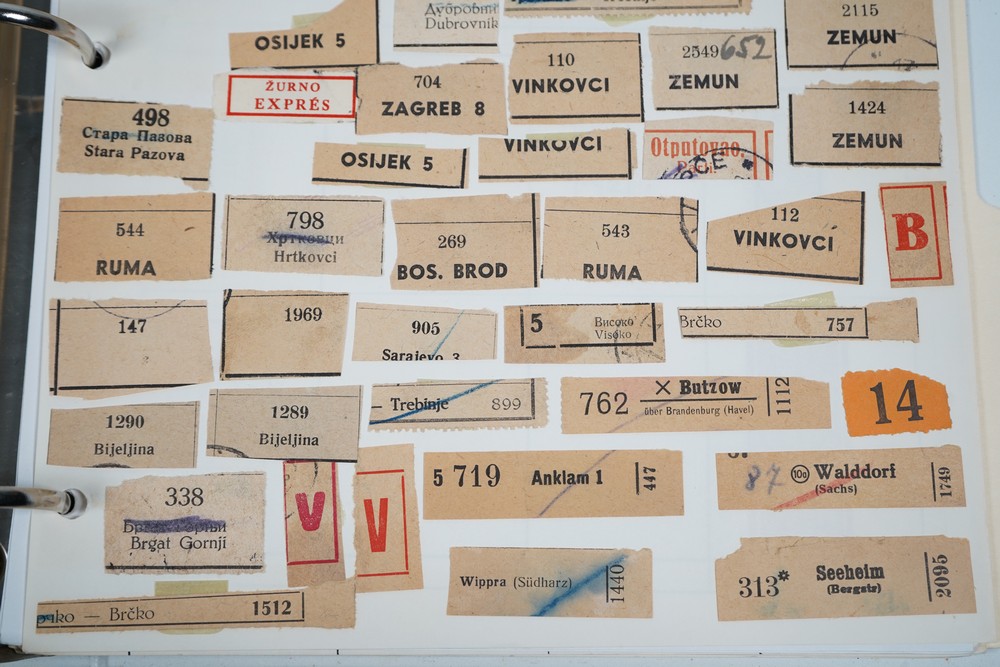 OSIJEK 5
Дубровник
Dubrovnik
110
VINKOVCI
2549 652
ZEMUN
2115
ZEMUN
ŽURNO
EXPRÉS
704
ZAGREB 8
1424
ZEMUN
498
Стара Пазова
Stara Pazova
OSIJEK 5
VINKOVCI
Otputovao.
Parti
544
RUMA
798
Хртковци
Hrtkovci
269
BOS. BROD
543
RUMA
112
VINKOVCI
B
147
1969
905
Sarajevo 3
5
Високо
Visoko
Brčko
757
1290
Bijeljina
1289
Bijeljina
— Trebinje 899
762
Butzow
über Brandenburg (Havel)
1112
14
338
Brgat Gornji
V
V
5 719 Anklam 1
447
87
10a Walddorf
(Sachs)
1749
Wippra (Südharz)
1440
313*
Seeheim
(Bergstr)
2095
— Brčko 1512